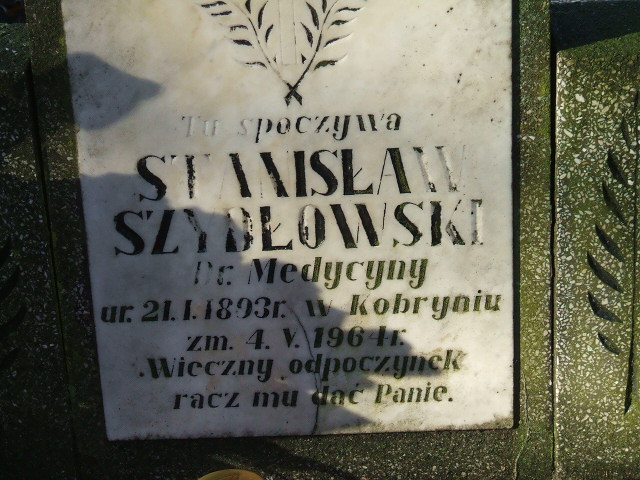 Tu spoczywa
STANISŁAW
SZYDŁOWSKI
Dr. Medycyny
ur. 21.I.1893r. w Kobryniu
zm. 4. V. 1964r.
.Wieczny odpoczynek
racz mu dać Panie.